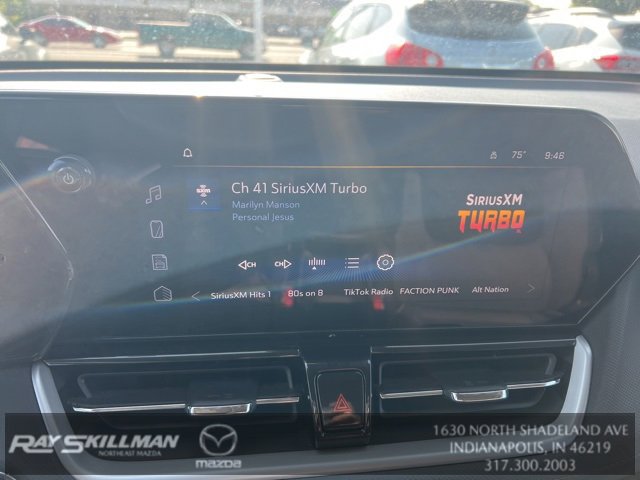 75° 9:46
SXM
Ch 41 SiriusXM Turbo
Marilyn Manson
Personal Jesus
SIRIUSXM
TURBO
CH CH
SiriusXM Hits 1 80s on 8 TikTok Radio FACTION PUNK Alt Nation
RAY SKILLMAN
NORTHEAST MAZDA
mazda
1630 NORTH SHADELAND AVE
INDIANAPOLIS, IN 46219
317.300.2003